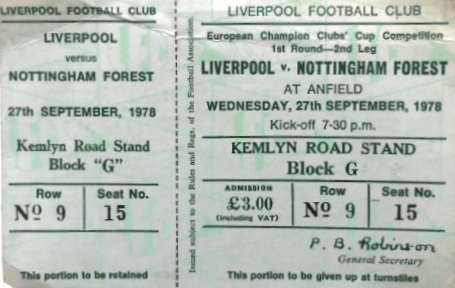 LIVERPOOL FOOTBALL CLUB
LIVERPOOL
versus
NOTTINGHAM FOREST
27th SEPTEMBER, 1978
Kemlyn Road Stand
Block "G"
Row
Seat No.
Nº 9
15
This portion to be retained
Issued subject to the Rules and Regs. of the Football Association.
LIVERPOOL FOOTBALL CLUB
European Champion Clubs' Cup Competition
1st Round—2nd Leg
LIVERPOOL v. NOTTINGHAM FOREST
AT ANFIELD
WEDNESDAY, 27th SEPTEMBER, 1978
Kick-off 7-30 p.m.
KEMLYN ROAD STAND
Block G
ADMISSION
£3.00
(including VAT)
Row
Nº 9
Seat No.
15
P. B. Robinson
General Secretary
This portion to be given up at turnstiles